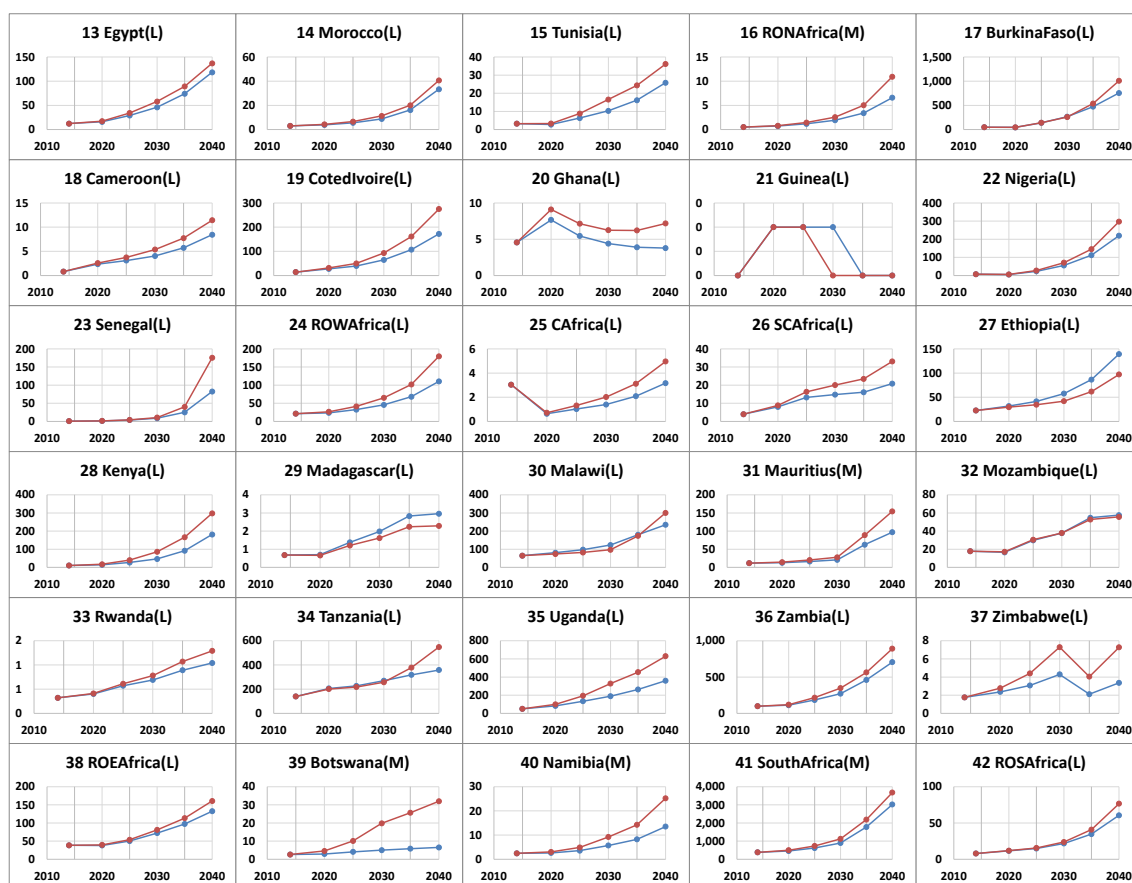 13 Egypt(L)
150
100
50
0
2010 2020 2030 2040
14 Morocco(L)
60
40
20
0
2010 2020 2030 2040
15 Tunisia(L)
40
30
20
10
0
2010 2020 2030 2040
16 RONAfrica(M)
15
10
5
0
2010 2020 2030 2040
17 BurkinaFaso(L)
1,500
1,000
500
0
2010 2020 2030 2040
18 Cameroon(L)
15
10
5
0
2010 2020 2030 2040
19 CotedIvoire(L)
300
200
100
0
2010 2020 2030 2040
20 Ghana(L)
10
5
0
2010 2020 2030 2040
21 Guinea(L)
0
0
0
0
2010 2020 2030 2040
22 Nigeria(L)
400
300
200
100
0
2010 2020 2030 2040
23 Senegal(L)
200
150
100
50
0
2010 2020 2030 2040
24 ROWAfrica(L)
200
150
100
50
0
2010 2020 2030 2040
25 CAfrica(L)
6
4
2
0
2010 2020 2030 2040
26 SCAfrica(L)
40
30
20
10
0
2010 2020 2030 2040
27 Ethiopia(L)
150
100
50
0
2010 2020 2030 2040
28 Kenya(L)
400
300
200
100
0
2010 2020 2030 2040
29 Madagascar(L)
4
3
2
1
0
2010 2020 2030 2040
30 Malawi(L)
400
300
200
100
0
2010 2020 2030 2040
31 Mauritius(M)
200
150
100
50
0
2010 2020 2030 2040
32 Mozambique(L)
80
60
40
20
0
2010 2020 2030 2040
33 Rwanda(L)
2
1
1
0
2010 2020 2030 2040
34 Tanzania(L)
600
400
200
0
2010 2020 2030 2040
35 Uganda(L)
800
600
400
200
0
2010 2020 2030 2040
36 Zambia(L)
1,000
500
0
2010 2020 2030 2040
37 Zimbabwe(L)
8
6
4
2
0
2010 2020 2030 2040
38 ROEAfrica(L)
200
150
100
50
0
2010 2020 2030 2040
39 Botswana(M)
40
30
20
10
0
2010 2020 2030 2040
40 Namibia(M)
30
20
10
0
2010 2020 2030 2040
41 SouthAfrica(M)
4,000
3,000
2,000
1,000
0
2010 2020 2030 2040
42 ROSAfrica(L)
100
50
0
2010 2020 2030 2040